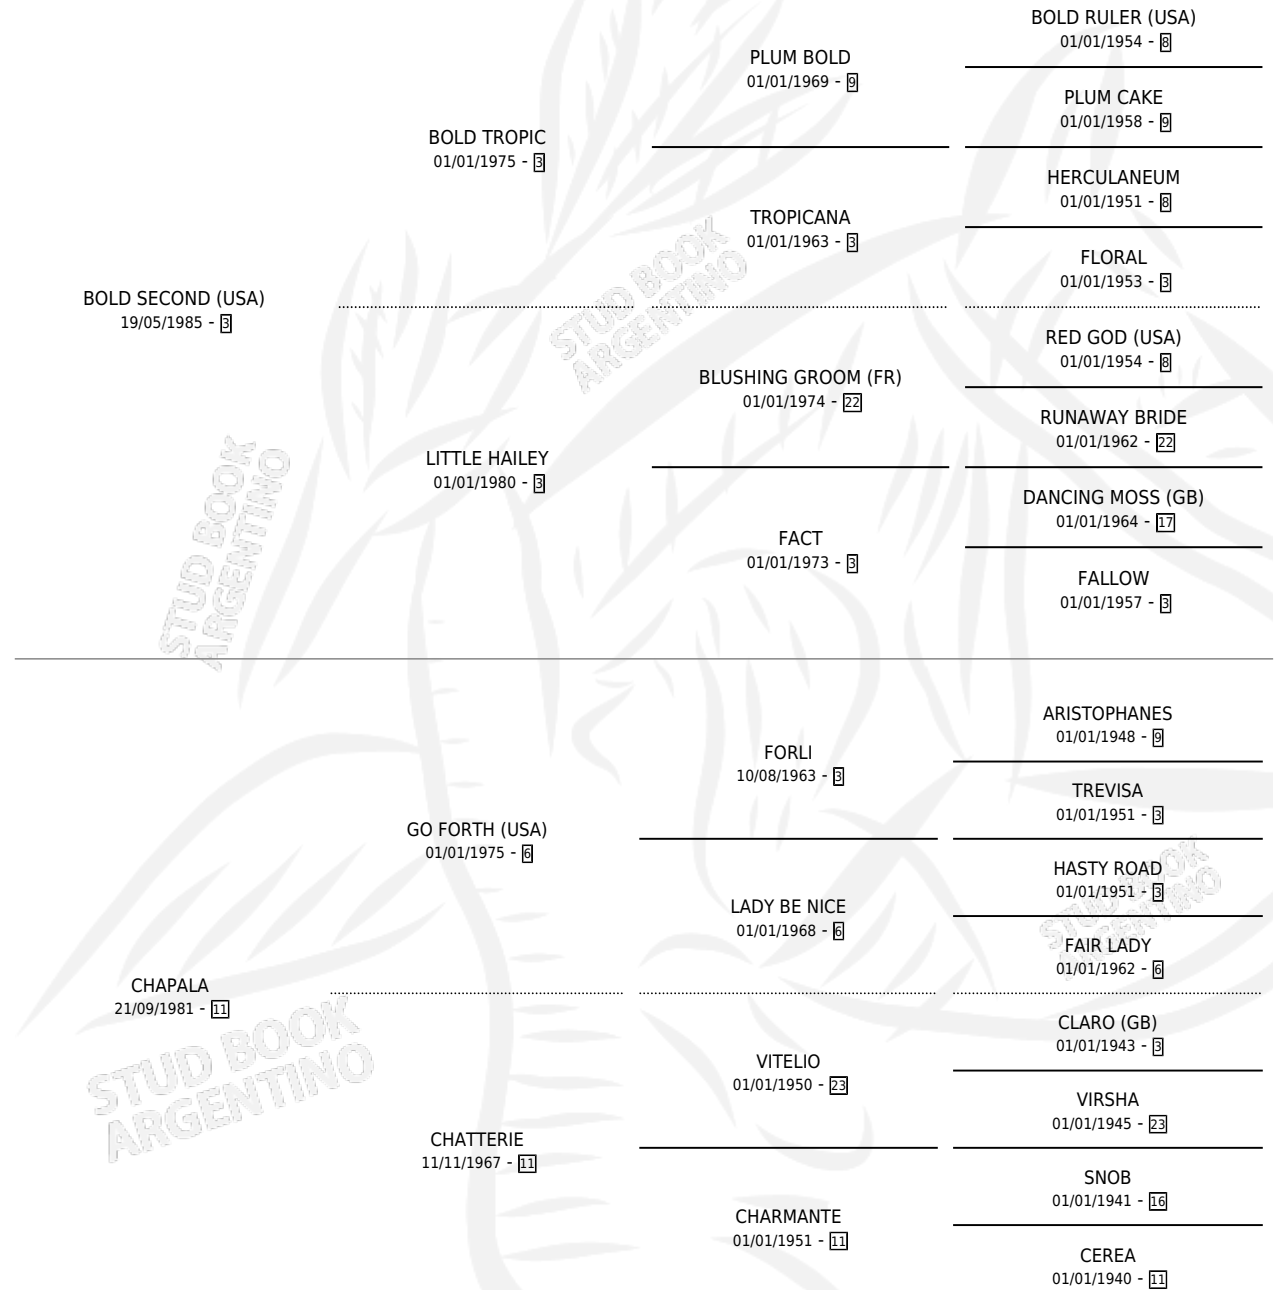 BOLD RULER (USA)
01/01/1954 - 8
PLUM BOLD
01/01/1969 - 9
PLUM CAKE
01/01/1958 - 9
BOLD TROPIC
01/01/1975 - 3
HERCULANEUM
01/01/1951 - 8
TROPICANA
01/01/1963 - 3
FLORAL
01/01/1953 - 3
BOLD SECOND (USA)
19/05/1985 - 3
RED GOD (USA)
01/01/1954 - 8
BLUSHING GROOM (FR)
01/01/1974 - 22
RUNAWAY BRIDE
01/01/1962 - 22
LITTLE HAILEY
01/01/1980 - 3
DANCING MOSS (GB)
01/01/1964 - 17
FACT
01/01/1973 - 3
FALLOW
01/01/1957 - 3
ARISTOPHANES
01/01/1948 - 9
FORLI
10/08/1963 - 3
TREVISA
01/01/1951 - 3
GO FORTH (USA)
01/01/1975 - 6
HASTY ROAD
01/01/1951 - 3
LADY BE NICE
01/01/1968 - 6
FAIR LADY
01/01/1962 - 6
CHAPALA
21/09/1981 - 11
CLARO (GB)
01/01/1943 - 3
VITELIO
01/01/1950 - 23
VIRSHA
01/01/1945 - 23
CHATTERIE
11/11/1967 - 11
SNOB
01/01/1941 - 16
CHARMANTE
01/01/1951 - 11
CEREA
01/01/1940 - 11
STUD BOOK
ARGENTINO
STUD BOOK
ARGENTINO
STUD BOOK
ARGENTINO
STUD BOOK
ARGENTINO